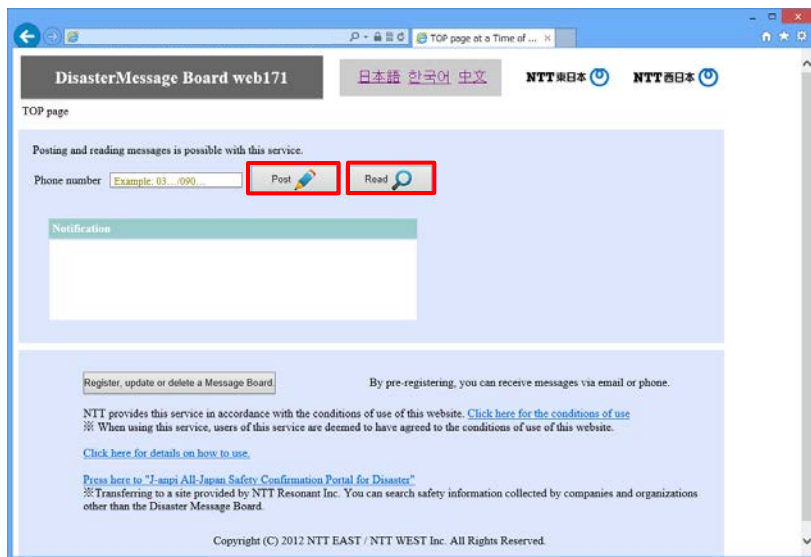 TOP page at a Time of ...
DisasterMessage Board web171
日本語 한국어 中文
NTT東日本
NTT西日本
TOP page
Posting and reading messages is possible with this service.
Phone number Example: 03.../090... Post Read
Notification
Register, update or delete a Message Board. By pre-registering, you can receive messages via email or phone.
NTT provides this service in accordance with the conditions of use of this website. Click here for the conditions of use
※ When using this service, users of this service are deemed to have agreed to the conditions of use of this website.
Click here for details on how to use.
Press here to "J-anpi All-Japan Safety Confirmation Portal for Disaster"
※Transferring to a site provided by NTT Resonant Inc. You can search safety information collected by companies and organizations
other than the Disaster Message Board.
Copyright (C) 2012 NTT EAST / NTT WEST Inc. All Rights Reserved.